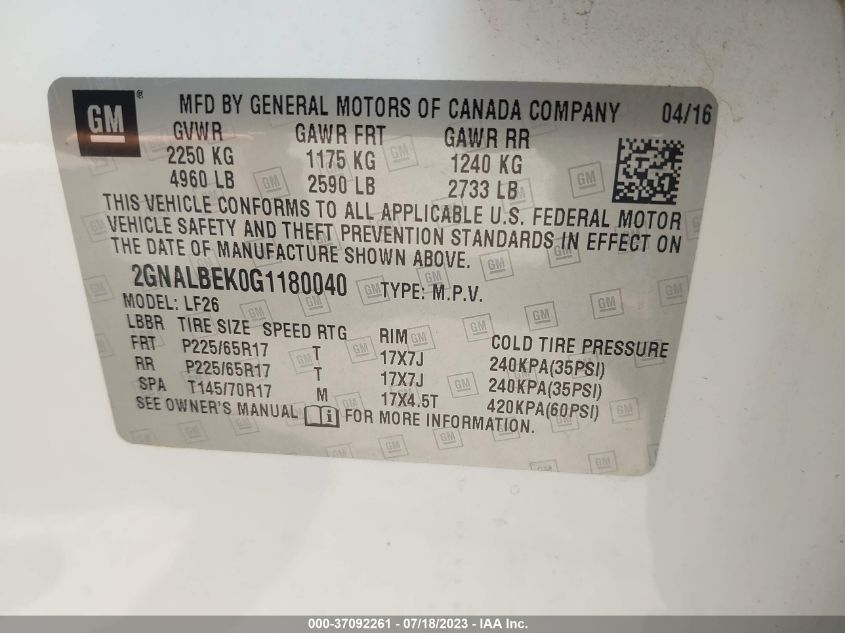 GM ® MFD BY GENERAL MOTORS OF CANADA COMPANY 04/16
GVWR GAWR FRT GAWR RR
2250 KG 1175 KG 1240 KG
4960 LB 2590 LB 2733 LB
THIS VEHICLE CONFORMS TO ALL APPLICABLE U.S. FEDERAL MOTOR
VEHICLE SAFETY AND THEFT PREVENTION STANDARDS IN EFFECT ON
THE DATE OF MANUFACTURE SHOWN ABOVE.
2GNALBEK0G1180040 TYPE: M.P.V.
MODEL: LF26
LBBR TIRE SIZE SPEED RTG RIM COLD TIRE PRESSURE
FRT P225/65R17 T 17X7J 240KPA(35PSI)
RR P225/65R17 T 17X7J 240KPA(35PSI)
SPA T145/70R17 M 17X4.5T 420KPA(60PSI)
SEE OWNER'S MANUAL i FOR MORE INFORMATION.
000-37092261 - 07/18/2023 - IAA Inc.